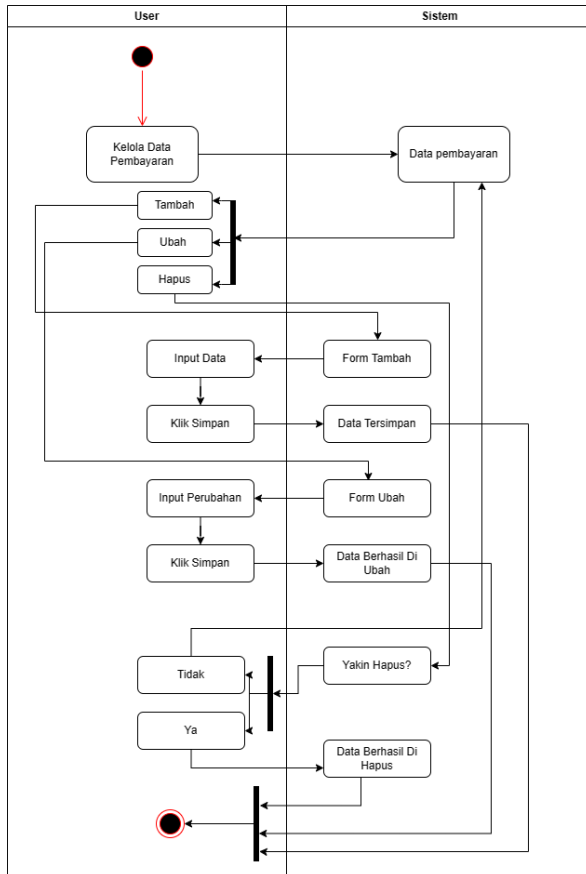 User
Sistem
Kelola Data
Pembayaran
Data pembayaran
Tambah
Ubah
Hapus
Input Data
Form Tambah
Klik Simpan
Data Tersimpan
Input Perubahan
Form Ubah
Klik Simpan
Data Berhasil Di
Ubah
Tidak
Yakin Hapus?
Ya
Data Berhasil Di
Hapus